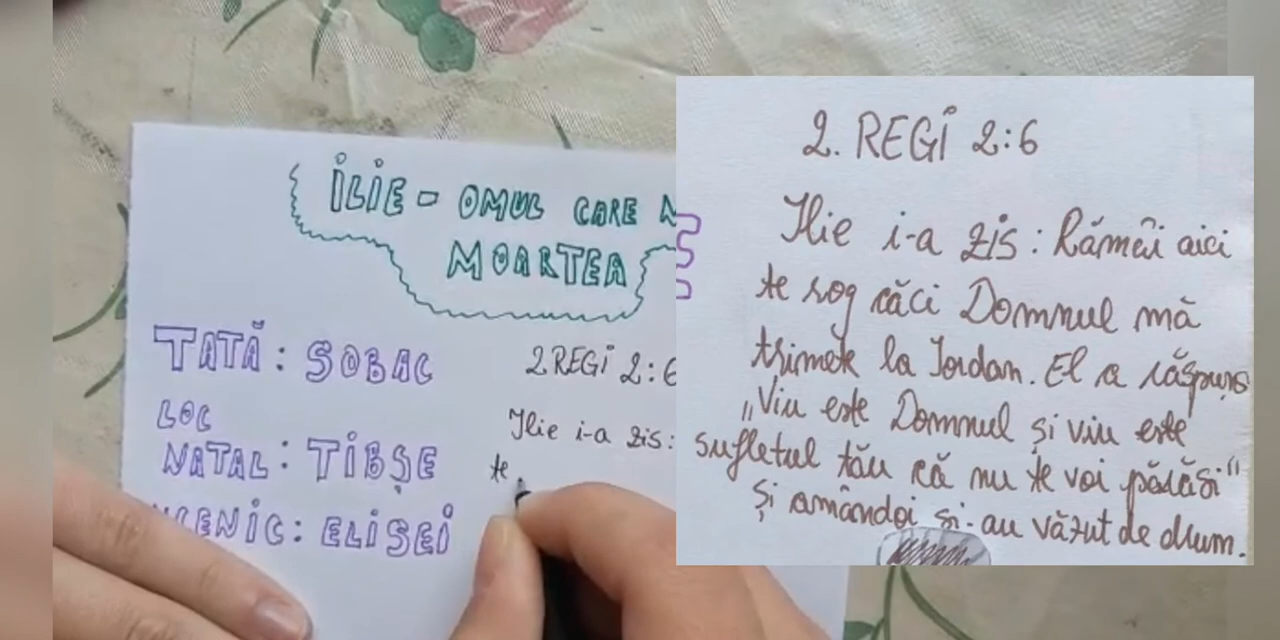 ILIE - OMUL CARE
MOARTEA
TATĂ: SOBAC
LOC
NATAL: TIBȘE
ELISEI
2 REGI 2:6
Ilie i-a zis:
te
2. REGI 2:6
Ilie i-a zis: Rămâi aici
te rog căci Domnul mă
trimete la Iordan. El a răspuns
„Viu este Domnul și viu este
sufletul tău că nu te voi părăsi"
Și amândoi și-au văzut de drum.